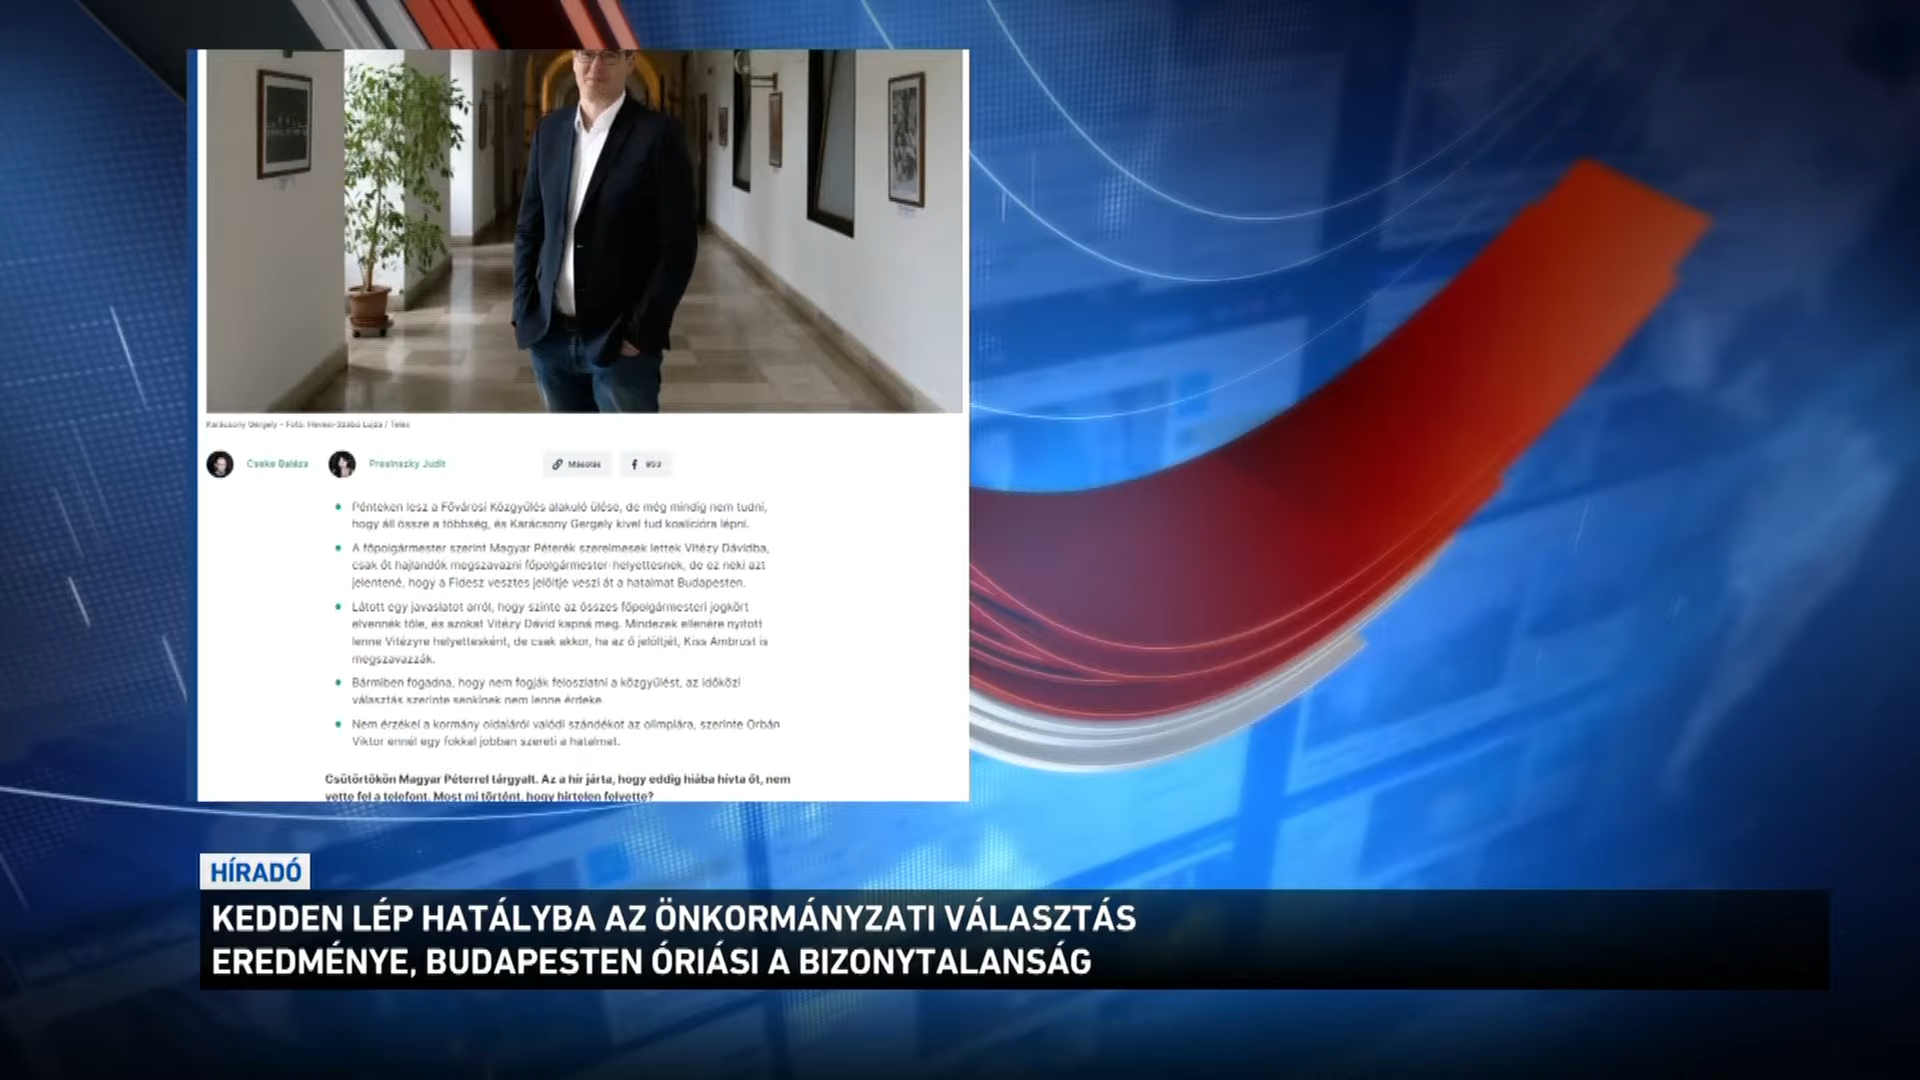 Karácsony Gergely – Fotó: Hevesi-Szabó Lujza / Telex
Cseke Balázs
Presinszky Judit
Másolás
Pénteken lesz a Fővárosi Közgyűlés alakuló ülése, de még mindig nem tudni,
hogy áll össze a többség, és Karácsony Gergely kivel tud koalícióra lépni.
A főpolgármester szerint Magyar Péterék szerelmesek lettek Vitézy Dávidba,
csak őt hajlandók megszavazni főpolgármester-helyettesnek, de ez neki azt
jelentené, hogy a Fidesz vesztes jelöltje veszi át a hatalmat Budapesten.
Látott egy javaslatot arról, hogy szinte az összes főpolgármesteri jogkört
elvennék tőle, és azokat Vitézy Dávid kapná meg. Mindezek ellenére nyitott
lenne Vitézyre helyettesként, de csak akkor, ha az ő jelöltjét, Kiss Ambrust is
megszavazzák.
Bármiben fogadna, hogy nem fogják feloszlatni a közgyűlést, az időközi
választás szerinte senkinek nem lenne érdeke.
Nem érzékel a kormány oldaláról valódi szándékot az olimpiára, szerinte Orbán
Viktor ennél egy fokkal jobban szereti a hatalmat.
Csütörtökön Magyar Péterrel tárgyalt. Az a hír járta, hogy eddig hiába hívta őt, nem
vette fel a telefont. Most mi történt, hogy hirtelen felvette?
HÍRADÓ
KEDDEN LÉP HATÁLYBA AZ ÖNKORMÁNYZATI VÁLASZTÁS
EREDMÉNYE, BUDAPESTEN ÓRIÁSI A BIZONYTALANSÁG